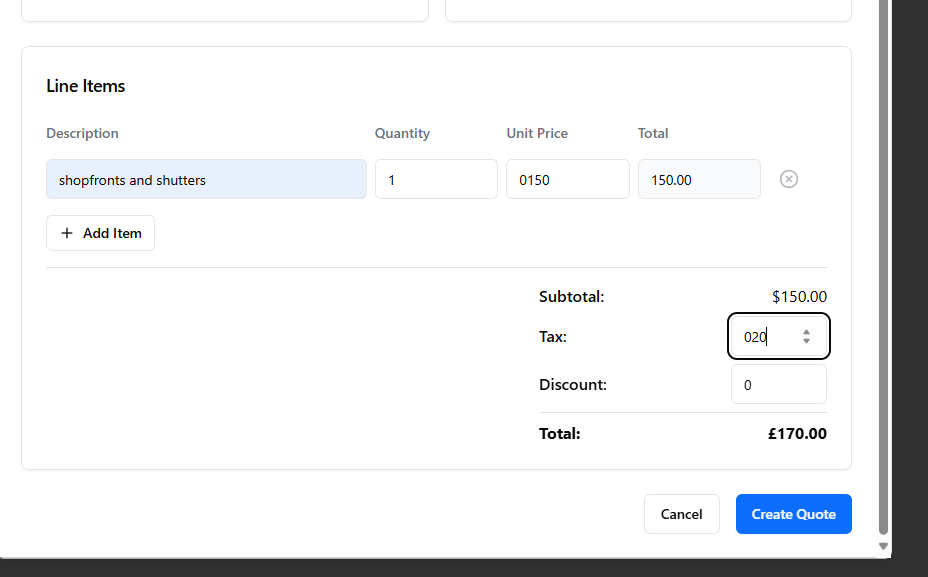 Line Items
Description Quantity Unit Price Total
shopfronts and shutters 1 0150 150.00
+ Add Item
Subtotal: $150.00
Tax: 020
Discount: 0
Total: £170.00
Cancel Create Quote